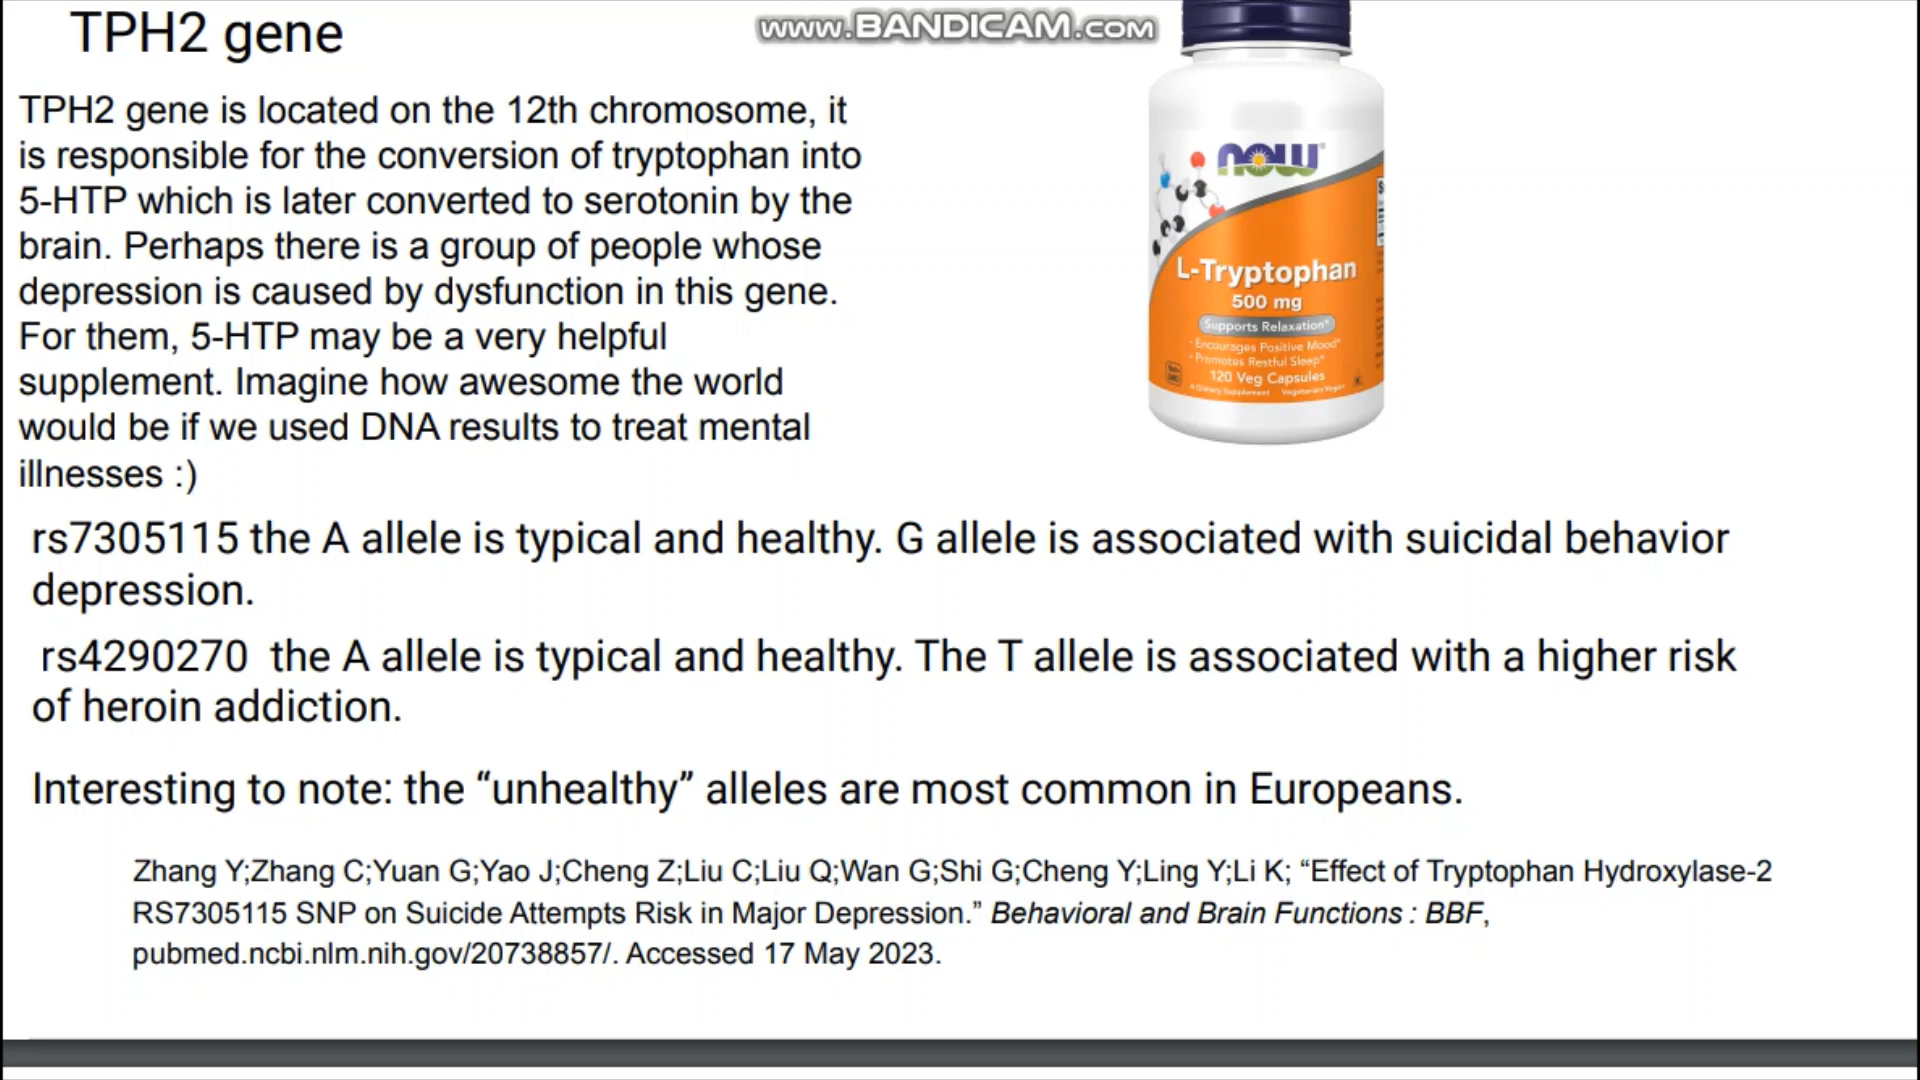 TPH2 gene
www.BANDICAM.com
TPH2 gene is located on the 12th chromosome, it
is responsible for the conversion of tryptophan into
5-HTP which is later converted to serotonin by the
brain. Perhaps there is a group of people whose
depression is caused by dysfunction in this gene.
For them, 5-HTP may be a very helpful
supplement. Imagine how awesome the world
would be if we used DNA results to treat mental
illnesses :)
NOW
L-Tryptophan
500 mg
Supports Relaxation*
· Encourages Positive Mood*
· Promotes Restful Sleep*
120 Veg Capsules
A Dietary Supplement Vegetarian/Vegan
rs7305115 the A allele is typical and healthy. G allele is associated with suicidal behavior
depression.
rs4290270 the A allele is typical and healthy. The T allele is associated with a higher risk
of heroin addiction.
Interesting to note: the “unhealthy” alleles are most common in Europeans.
Zhang Y;Zhang C;Yuan G;Yao J;Cheng Z;Liu C;Liu Q;Wan G;Shi G;Cheng Y;Ling Y;Li K; “Effect of Tryptophan Hydroxylase-2
RS7305115 SNP on Suicide Attempts Risk in Major Depression.” Behavioral and Brain Functions : BBF,
pubmed.ncbi.nlm.nih.gov/20738857/. Accessed 17 May 2023.